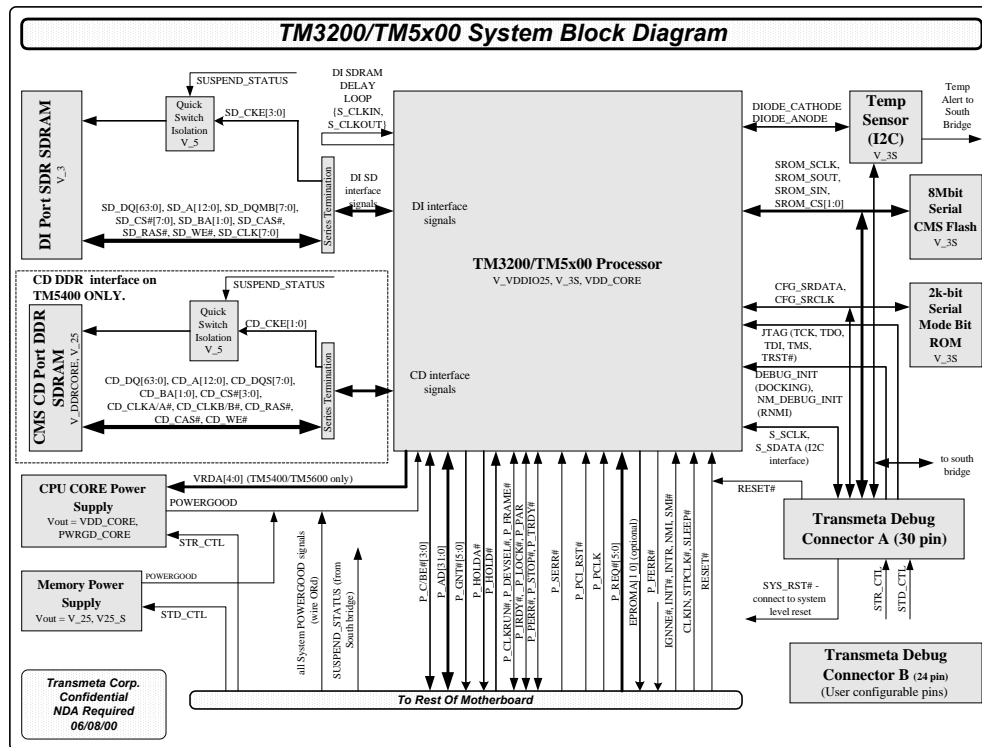 TM3200/TM5x00 System Block Diagram
SUSPEND_STATUS
DI SDRAM
DELAY
LOOP
{S_CLKIN,
S_CLKOUT}
DI Port SDR SDRAM
V_3
Quick
Switch
Isolation
V_5
SD_CKE[3:0]
DI SD
interface
signals
Series Termination
SD_DQ[63:0], SD_A[12:0], SD_DQMB[7:0],
SD_CS#[7:0], SD_BA[1:0], SD_CAS#,
SD_RAS#, SD_WE#, SD_CLK[7:0]
DI interface
signals
TM3200/TM5x00 Processor
V_VDDIO25, V_3S, VDD_CORE
CD interface
signals
DIODE_CATHODE
DIODE_ANODE
Temp
Sensor
(I2C)
V_3S
Temp
Alert to
South
Bridge
SROM_SCLK,
SROM_SOUT,
SROM_SIN,
SROM_CS[1:0]
8Mbit
Serial
CMS Flash
V_3S
CFG_SRDATA,
CFG_SRCLK
2k-bit
Serial
Mode Bit
ROM
V_3S
JTAG (TCK, TDO,
TDI, TMS,
TRST#)
DEBUG_INIT
(DOCKING),
NM_DEBUG_INIT
(RNMI)
S_SCLK,
S_SDATA (I2C
interface)
to south
bridge
RESET#
CD DDR interface on
TM5400 ONLY.
SUSPEND_STATUS
CMS CD Port DDR
SDRAM
V_DDRCORE, V_25
Quick
Switch
Isolation
V_5
CD_CKE[1:0]
Series Termination
CD_DQ[63:0], CD_A[12:0], CD_DQS[7:0],
CD_BA[1:0], CD_CS#[3:0],
CD_CLKA/A#, CD_CLKB/B#, CD_RAS#,
CD_CAS#, CD_WE#
CPU CORE Power
Supply
Vout = VDD_CORE,
PWRGD_CORE
VRDA[4:0] (TM5400/TM5600 only)
POWERGOOD
STR_CTL
Memory Power
Supply
Vout = V_25, V25_S
POWERGOOD
STD_CTL
all System POWERGOOD signals
(wire ORd)
SUSPEND_STATUS (from
South bridge)
P_C/BE#[3:0]
P_AD[31:0]
P_GNT#[5:0]
P_HOLDA#
P_HOLD#
P_CLKRUN#, P_DEVSEL#, P_FRAME#
P_IRDY#, _P_LOCK#, P_PAR
P_PERR#, P_STOP#, P_TRDY#
P_SERR#
P_PCI_RST#
P_PCLK
P_REQ#[5:0]
EPROMA[1 0] (optional)
P_FERR#
IGNNE#, INIT#, INTR, NMI, SMI#
CLKIN, STPCLK#, SLEEP#
RESET#
Transmeta Debug
Connector A (30 pin)
SYS_RST# -
connect to system
level reset
STR_CTL
STD_CTL
Transmeta Debug
Connector B (24 pin)
(User configurable pins)
Transmeta Corp.
Confidential
NDA Required
06/08/00
To Rest Of Motherboard